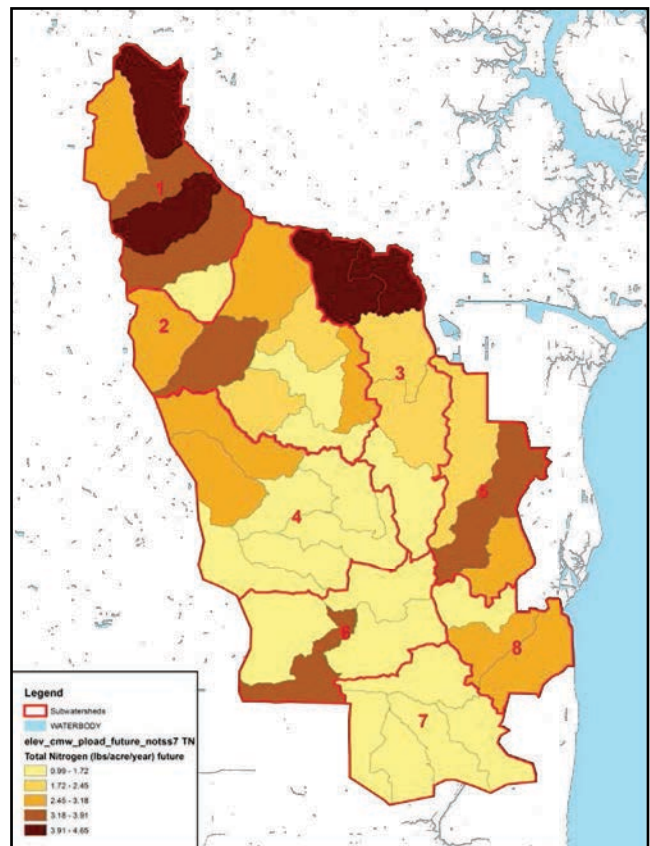 1
2
3
4
5
6
8
7
Legend
Subwatersheds
WATERBODY
elev_cmw_pload_future_notss7 TN
Total Nitrogen (lbs/acre/year) future
0.99 - 1.72
1.72 - 2.45
2.45 - 3.18
3.18 - 3.91
3.91 - 4.65